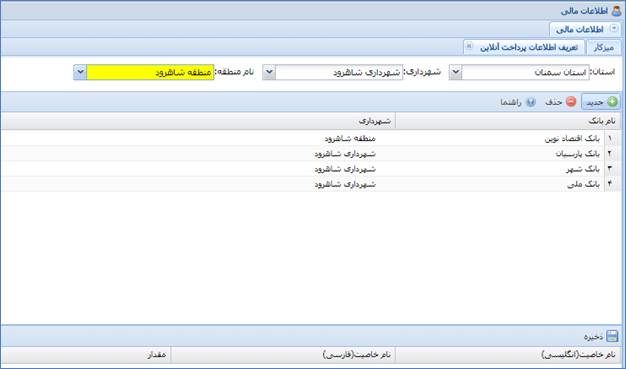 اطلاعات مالی
اطلاعات مالی
میزکار تعریف اطلاعات پرداخت آنلاین
استان: استان سمنان شهرداری: شهرداری شاهرود نام منطقه: منطقه شاهرود
جدید حذف راهنما
نام بانک شهرداری
۱ بانک اقتصاد نوین منطقه شاهرود
۲ بانک پارسیان شهرداری شاهرود
۳ بانک شهر شهرداری شاهرود
۴ بانک ملی شهرداری شاهرود
ذخیره
نام خاصیت(انگلیسی) نام خاصیت(فارسی) مقدار